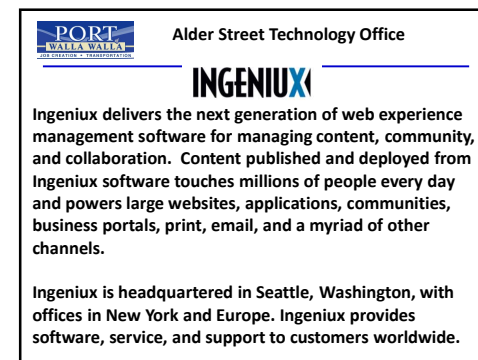 PORT
WALLA WALLA
JOB CREATION • TRANSPORTATION
Alder Street Technology Office
INGENIUX
Ingeniux delivers the next generation of web experience
management software for managing content, community,
and collaboration.  Content published and deployed from
Ingeniux software touches millions of people every day
and powers large websites, applications, communities,
business portals, print, email, and a myriad of other
channels.
Ingeniux is headquartered in Seattle, Washington, with
offices in New York and Europe. Ingeniux provides
software, service, and support to customers worldwide.